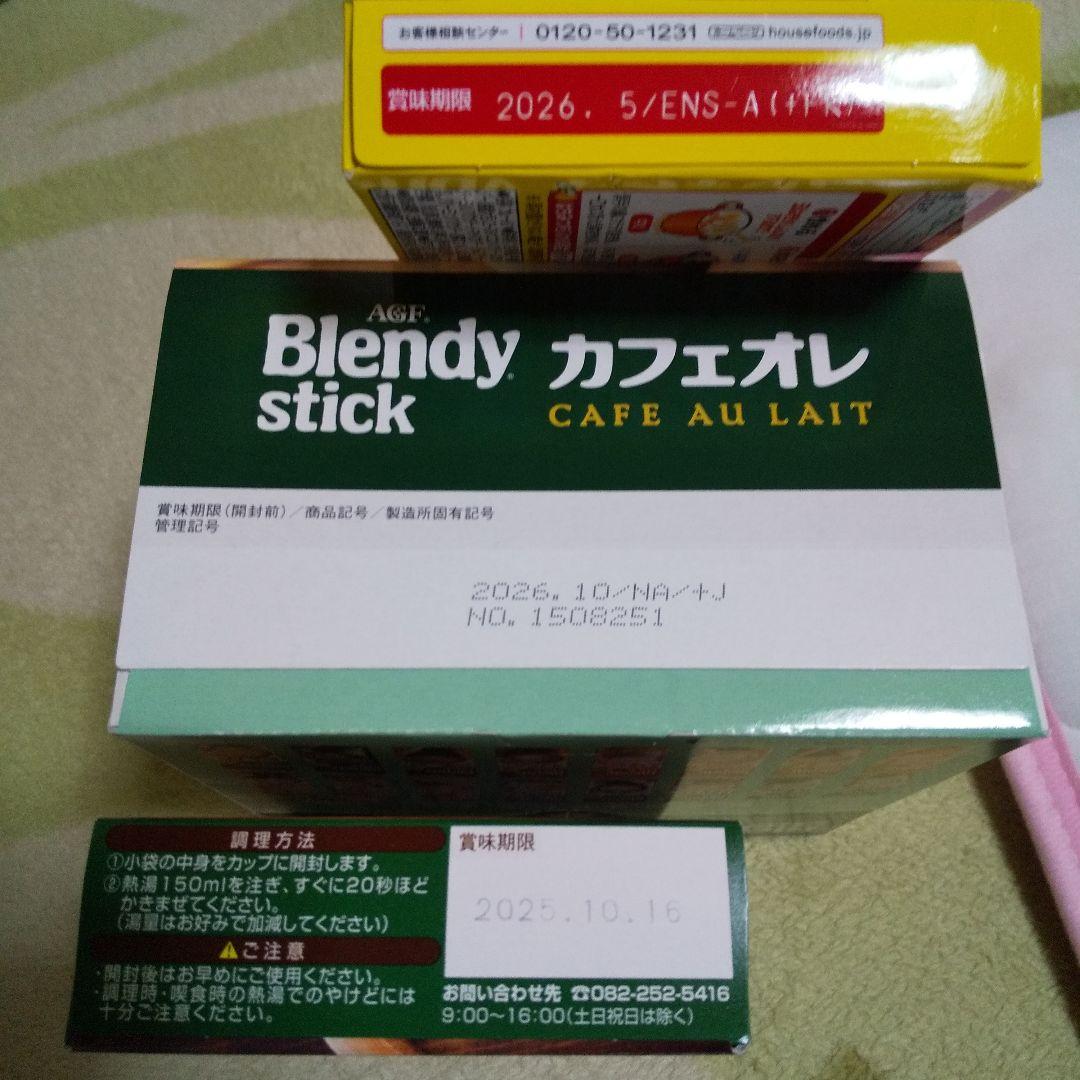 お客様相談センター 0120-50-1231 ホームページ housefoods.jp
賞味期限 2026. 5/ENS-A
AGF
Blendy
stick
カフェオレ
CAFE AU LAIT
賞味期限(開封前)/商品記号/製造所固有記号
管理記号
2026.10/NA/+J
NO.1508251
調理方法
①小袋の中身をカップに開封します。
②熱湯150mlを注ぎ、すぐに20秒ほど
かきまぜてください。
(湯量はお好みで加減してください)
⚠ご注意
・開封後はお早めにご使用ください。
・調理時・喫食時の熱湯でのやけどには
十分ご注意ください。
賞味期限
2025.10.16
お問い合わせ先 ☎082-252-5416
9:00〜16:00(土日祝日は除く)